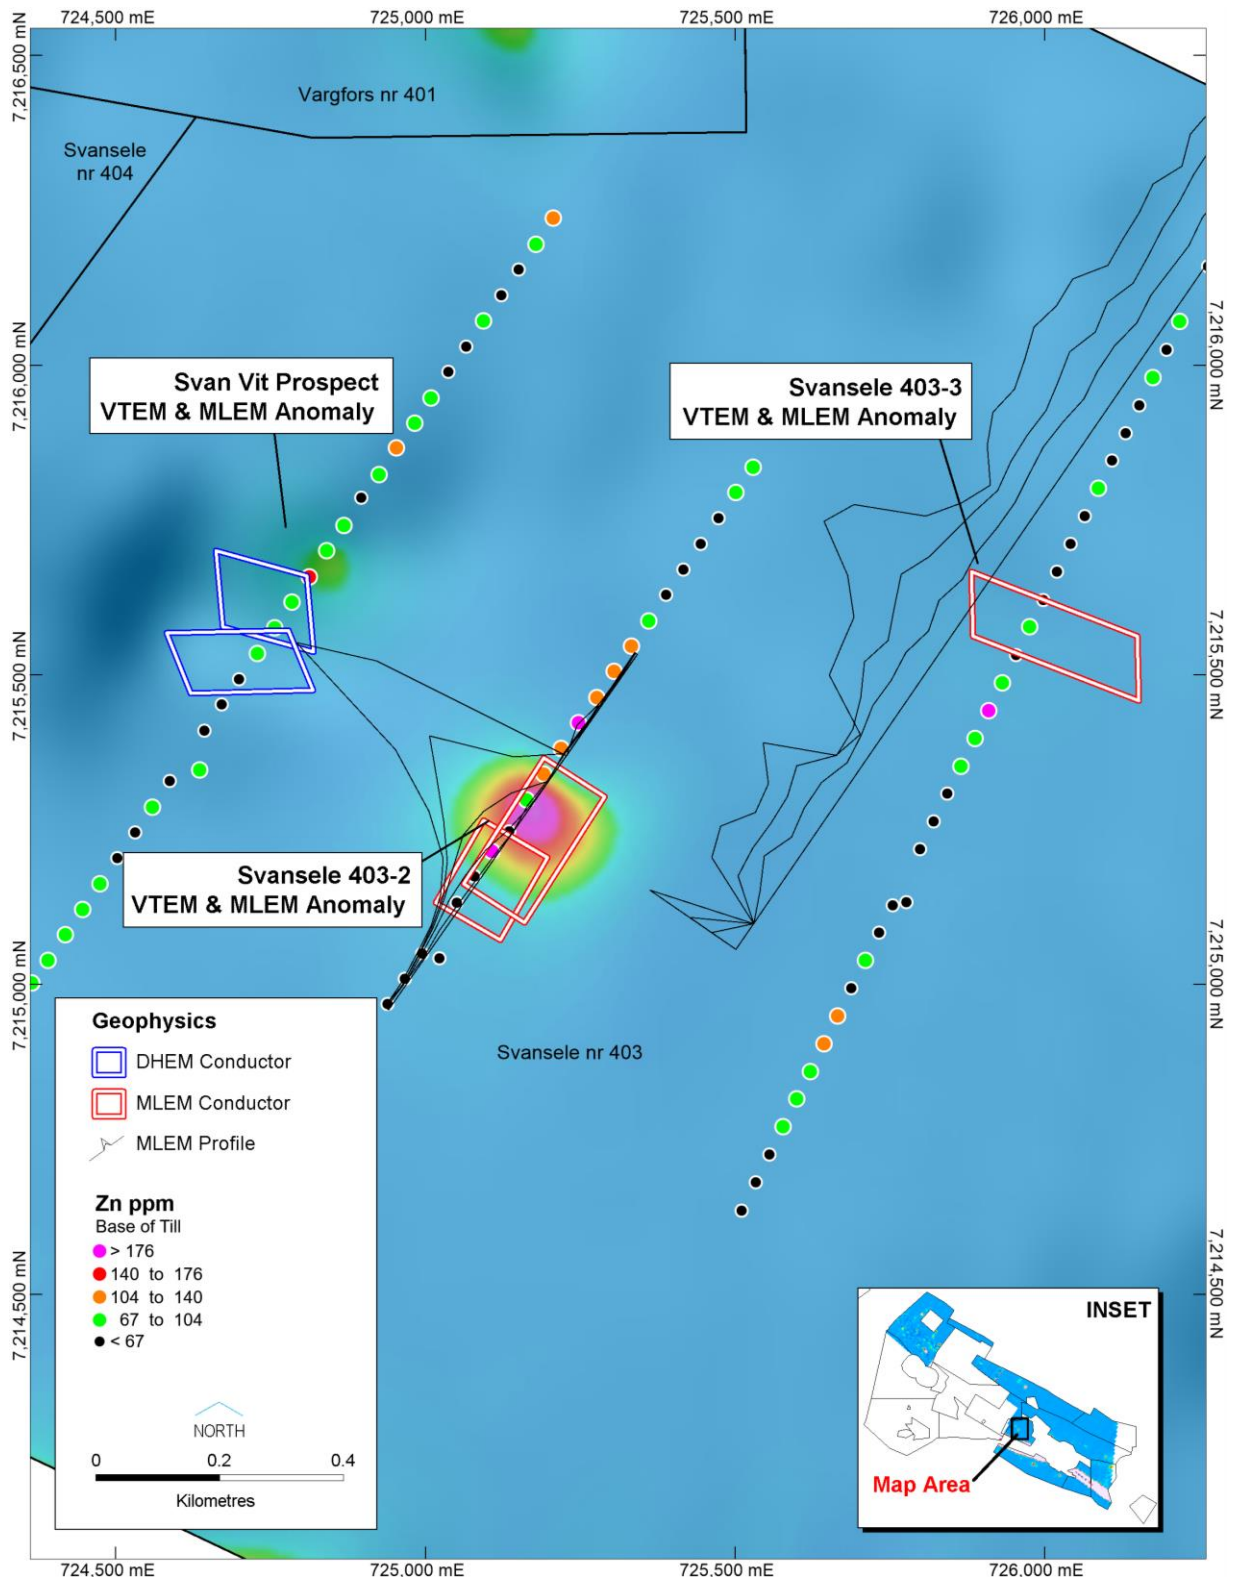 724,500 mE
725,000 mE
725,500 mE
726,000 mE
7,216,500 mN
Vargfors nr 401
Svansele
nr 404
7,216,000 mN
7,216,000 mN
Svan Vit Prospect
VTEM & MLEM Anomaly
Svansele 403-3
VTEM & MLEM Anomaly
7,215,500 mN
7,215,500 mN
Svansele 403-2
VTEM & MLEM Anomaly
7,215,000 mN
7,215,000 mN
Svansele nr 403
Geophysics
DHEM Conductor
MLEM Conductor
MLEM Profile
Zn ppm
Base of Till
> 176
140 to 176
104 to 140
67 to 104
< 67
7,214,500 mN
7,214,500 mN
NORTH
0
0.2
0.4
Kilometres
INSET
Map Area
724,500 mE
725,000 mE
725,500 mE
726,000 mE